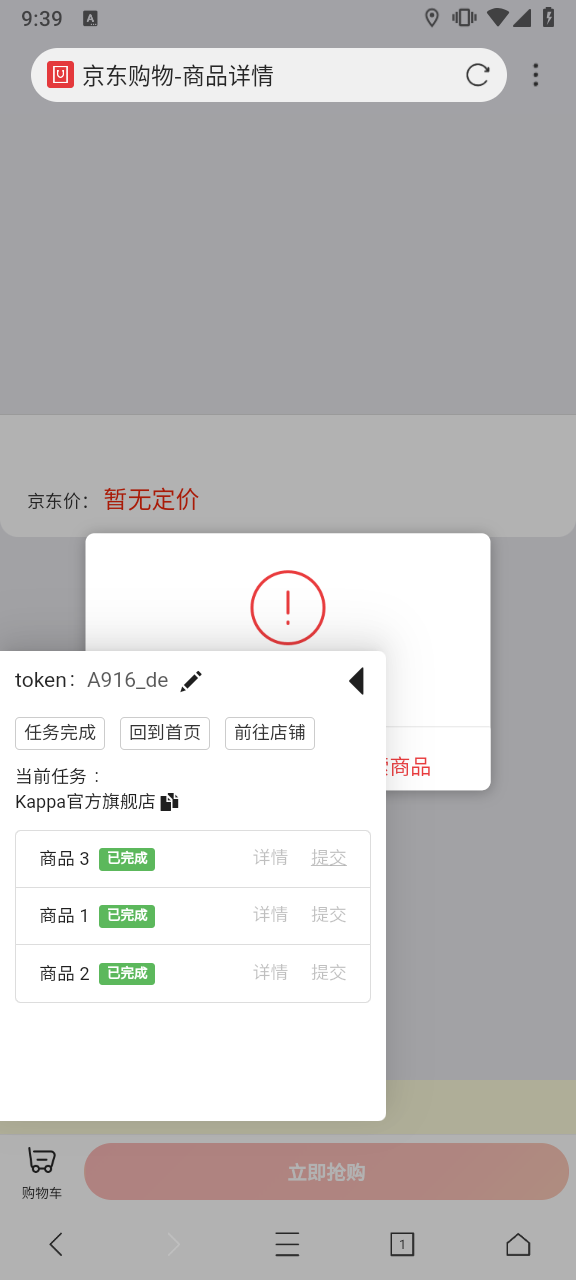 9:39
A
京东购物-商品详情
京东价： 暂无定价
token： A916_de
任务完成 回到首页 前往店铺
商品
当前任务：
Kappa官方旗舰店
商品 3 已完成 详情 提交
商品 1 已完成 详情 提交
商品 2 已完成 详情 提交
立即抢购
购物车
1